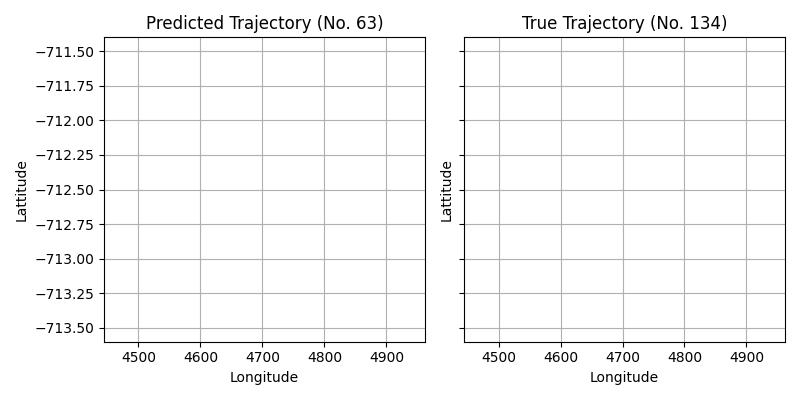 Predicted Trajectory (No. 63)
True Trajectory (No. 134)
−711.50
−711.75
−712.00
−712.25
−712.50
−712.75
−713.00
−713.25
−713.50
Lattitude
Lattitude
4500 4600 4700 4800 4900
4500 4600 4700 4800 4900
Longitude
Longitude